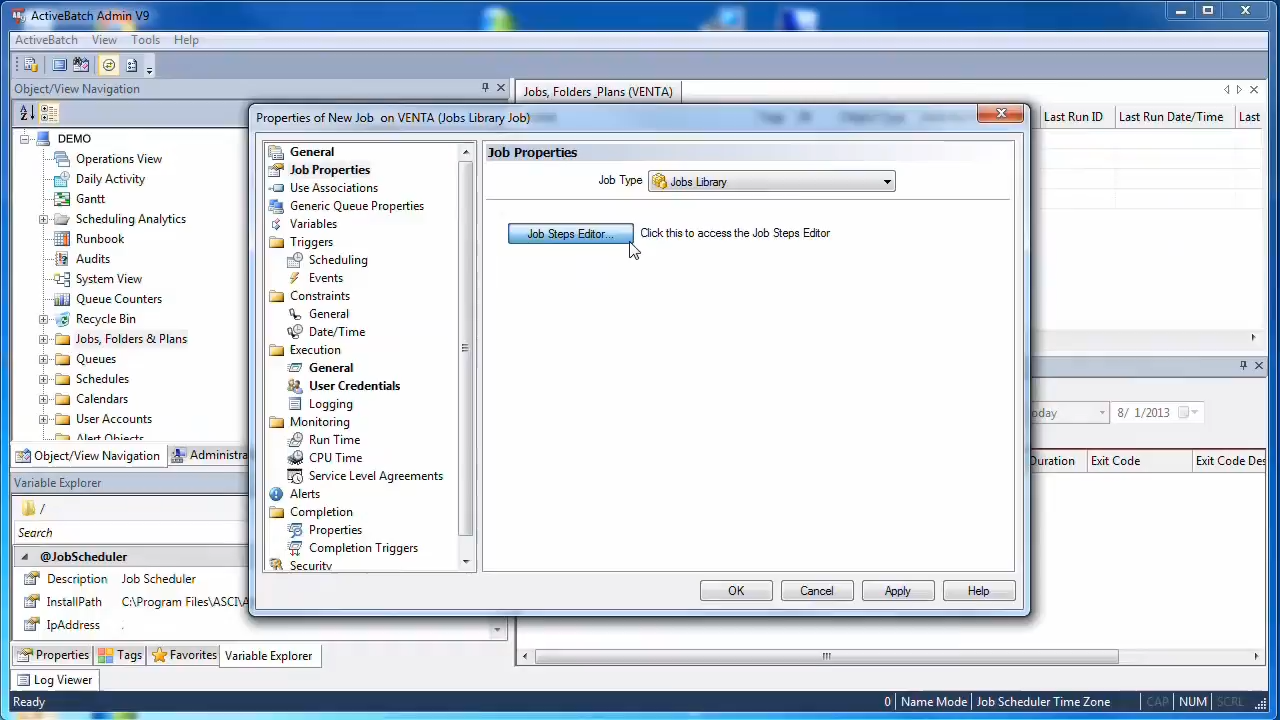 ActiveBatch Admin V9
ActiveBatch View Tools Help
Object/View Navigation
DEMO
Operations View
Daily Activity
Gantt
Scheduling Analytics
Runbook
Audits
System View
Queue Counters
Recycle Bin
Jobs, Folders & Plans
Queues
Schedules
Calendars
User Accounts
Alert Objects
Object/View Navigation
Variable Explorer
/
Search
@JobScheduler
Description Job Scheduler
InstallPath C:\Program Files\ASCI\A
IpAddress .
Properties Tags Favorites Variable Explorer
Log Viewer
Ready
Jobs, Folders_Plans (VENTA)
Last Run ID Last Run Date/Time Last
8/ 1/2013
Duration Exit Code Exit Code Des
Properties of New Job on VENTA (Jobs Library Job)
General
Job Properties
Use Associations
Generic Queue Properties
Variables
Triggers
Scheduling
Events
Constraints
General
Date/Time
Execution
General
User Credentials
Logging
Monitoring
Run Time
CPU Time
Service Level Agreements
Alerts
Completion
Properties
Completion Triggers
Security
Job Properties
Job Type Jobs Library
Job Steps Editor... Click this to access the Job Steps Editor
OK Cancel Apply Help
0 Name Mode Job Scheduler Time Zone CAP NUM SCRL